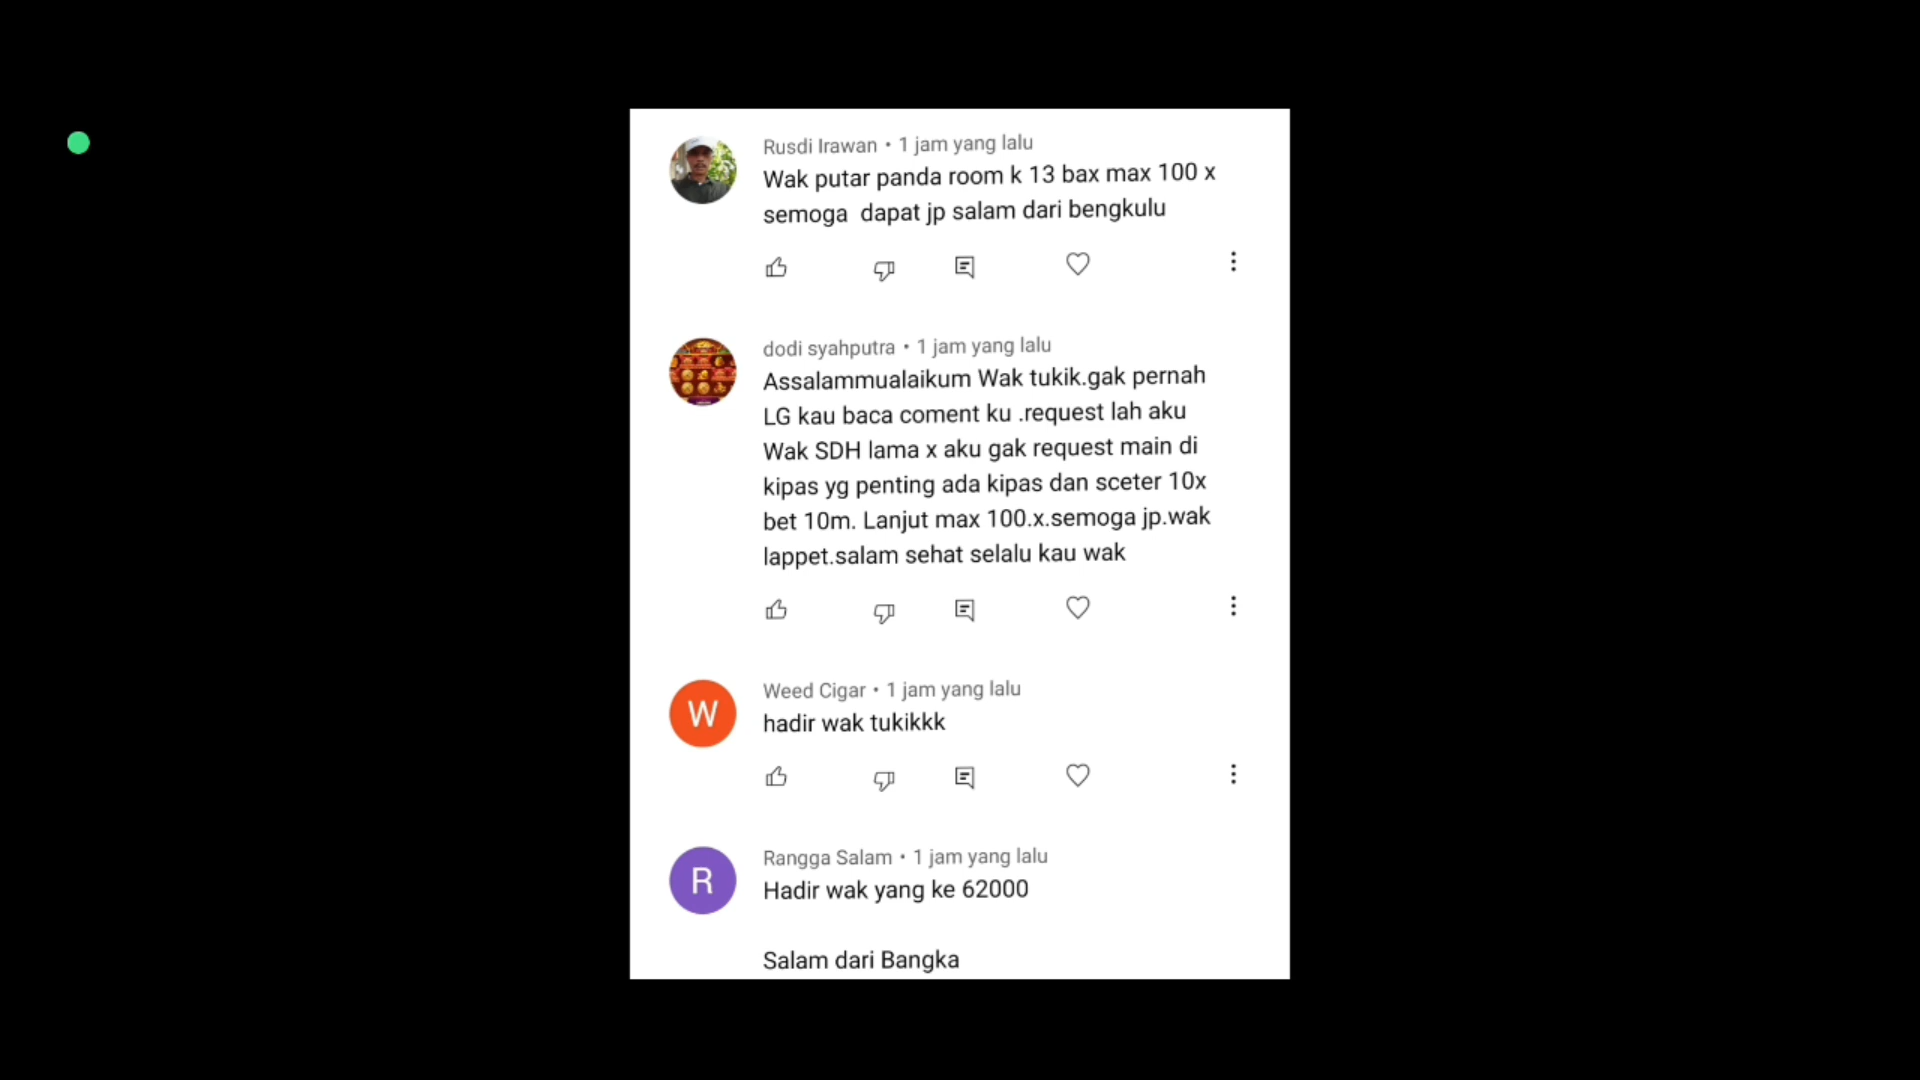 Rusdi Irawan • 1 jam yang lalu
Wak putar panda room k 13 bax max 100 x
semoga  dapat jp salam dari bengkulu
dodi syahputra • 1 jam yang lalu
Assalammualaikum Wak tukik.gak pernah
LG kau baca coment ku .request lah aku
Wak SDH lama x aku gak request main di
kipas yg penting ada kipas dan sceter 10x
bet 10m. Lanjut max 100.x.semoga jp.wak
lappet.salam sehat selalu kau wak
W
Weed Cigar • 1 jam yang lalu
hadir wak tukikkk
R
Rangga Salam • 1 jam yang lalu
Hadir wak yang ke 62000
Salam dari Bangka